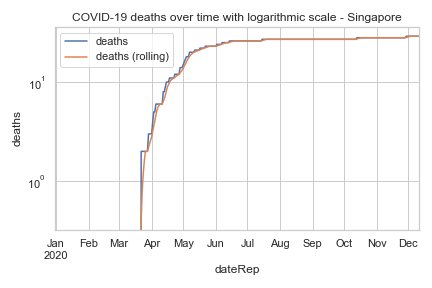 COVID-19 deaths over time with logarithmic scale - Singapore
deaths
deaths (rolling)
10¹
10⁰
deaths
Jan Feb Mar Apr May Jun Jul Aug Sep Oct Nov Dec
2020
dateRep